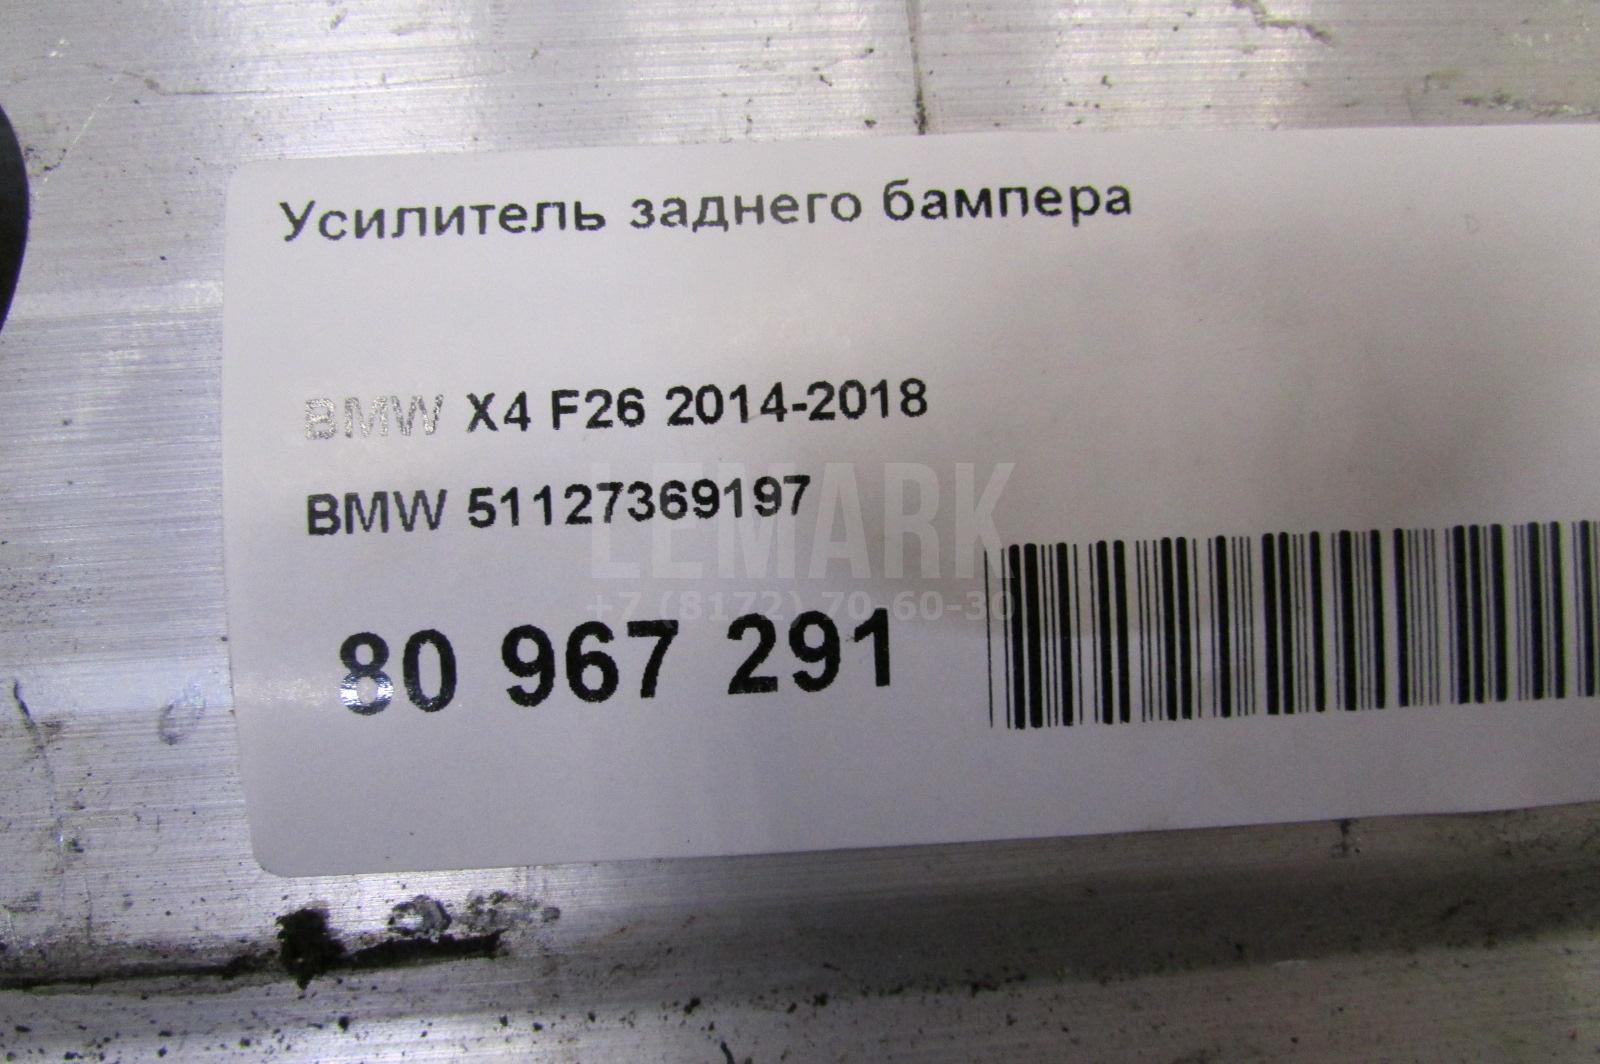 Усилитель заднего бампера
BMW X4 F26 2014-2018
BMW 51127369197
LEMARK
+7 (8172) 70-60-30
80 967 291